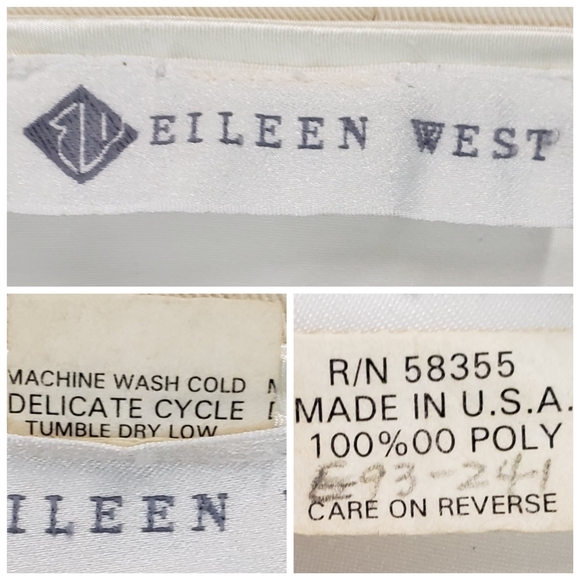 EILEEN WEST
MACHINE WASH COLD
DELICATE CYCLE
TUMBLE DRY LOW
ILEEN
R/N 58355
MADE IN U.S.A.
100%00 POLY
E93-241
CARE ON REVERSE